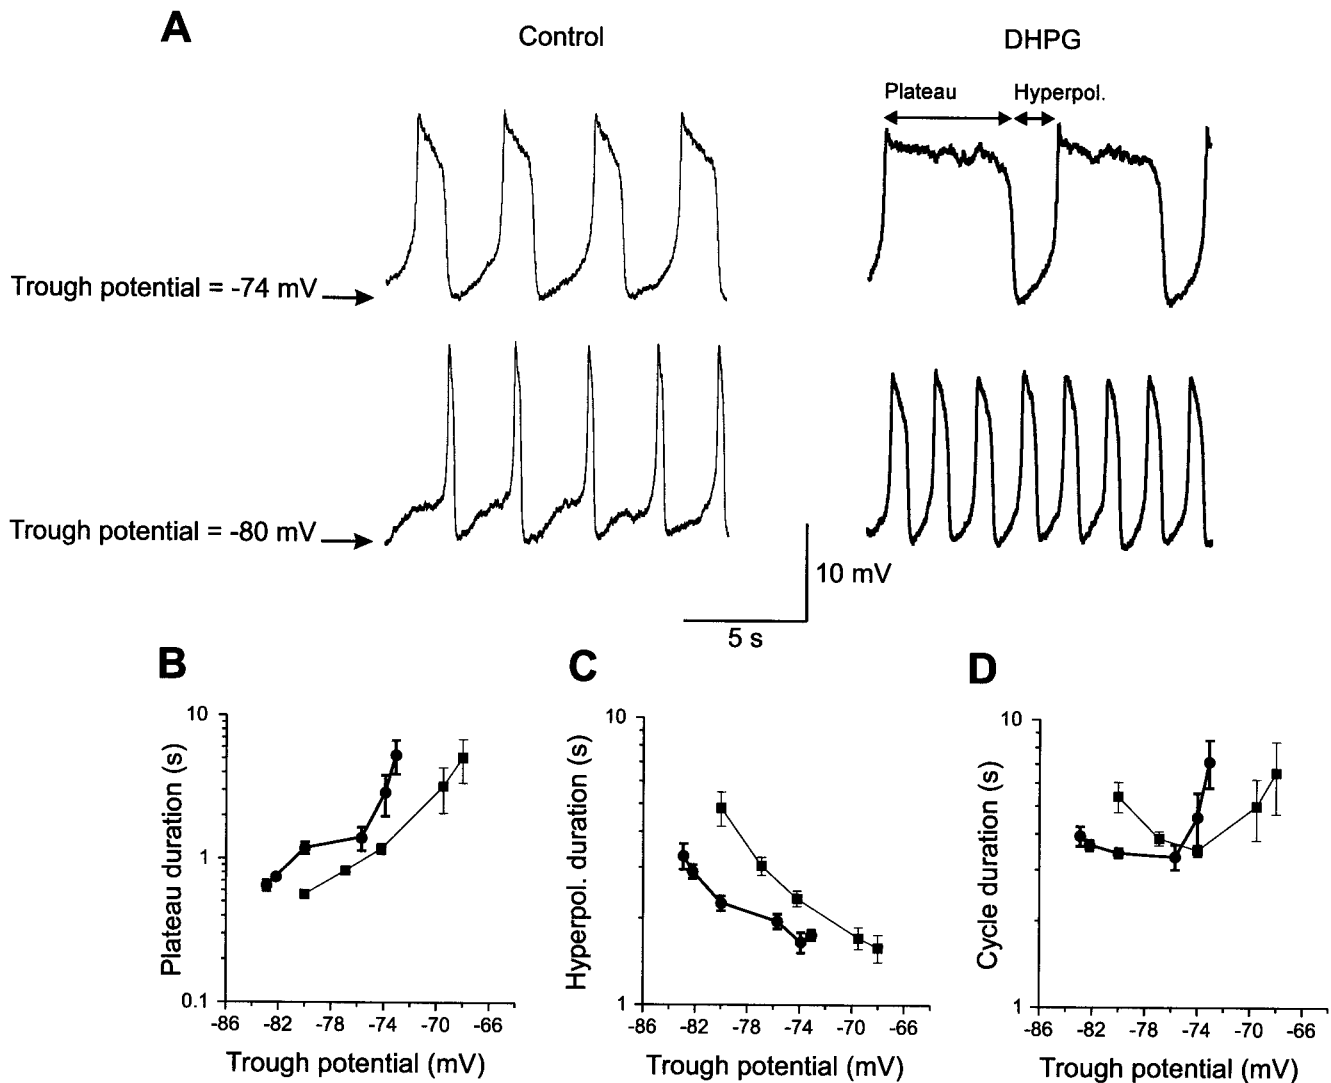 A
Control
DHPG
Plateau
Hyperpol.
Trough potential = -74 mV
Trough potential = -80 mV
10 mV
5 s
B
C
D
10
1
0.1
Plateau duration (s)
-86 -82 -78 -74 -70 -66
Trough potential (mV)
10
1
Hyperpol. duration (s)
-86 -82 -78 -74 -70 -66
Trough potential (mV)
10
1
Cycle duration (s)
-86 -82 -78 -74 -70 -66
Trough potential (mV)